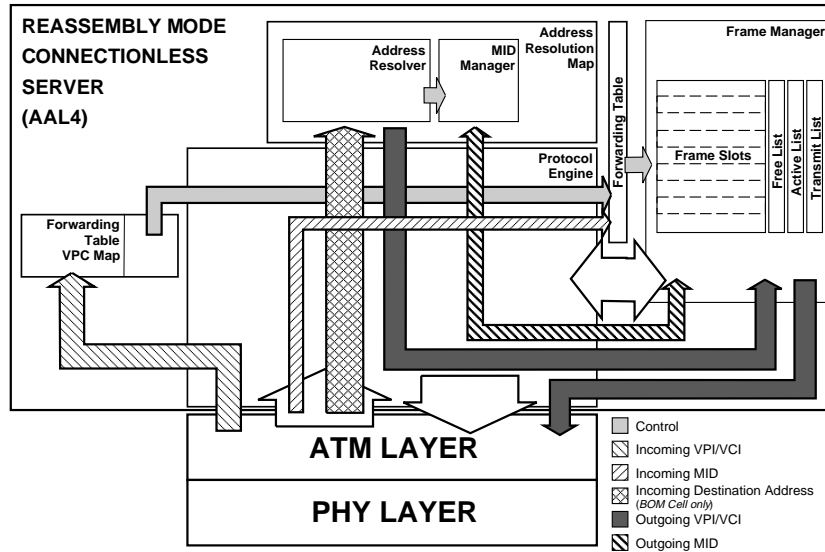 REASSEMBLY MODE
CONNECTIONLESS
SERVER
(AAL4)
Address
Resolver
MID
Manager
Address
Resolution
Map
Forwarding Table
Frame Manager
Frame Slots
Free List
Active List
Transmit List
Protocol
Engine
Forwarding
Table
VPC Map
ATM LAYER
PHY LAYER
Control
Incoming VPI/VCI
Incoming MID
Incoming Destination Address
(BOM Cell only)
Outgoing VPI/VCI
Outgoing MID